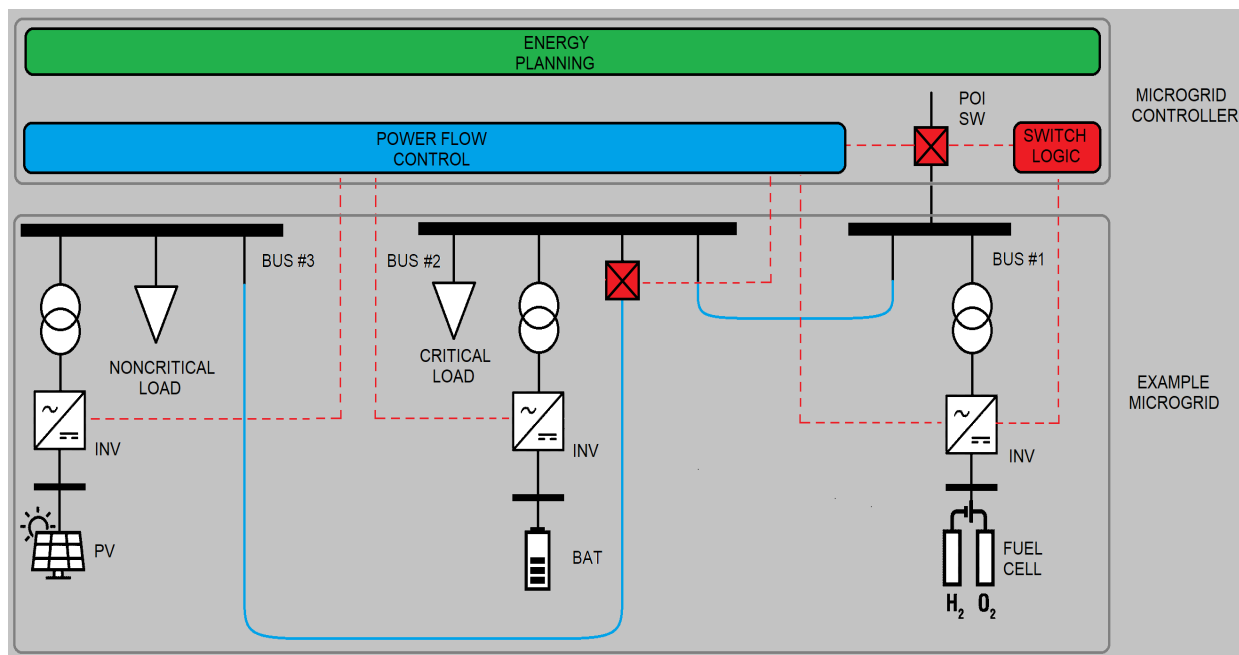 ENERGY
PLANNING
POI
SW
MICROGRID
CONTROLLER
POWER FLOW
CONTROL
SWITCH
LOGIC
BUS #3
BUS #2
BUS #1
NONCRITICAL
LOAD
CRITICAL
LOAD
EXAMPLE
MICROGRID
INV
INV
INV
PV
BAT
FUEL
CELL
H₂ O₂